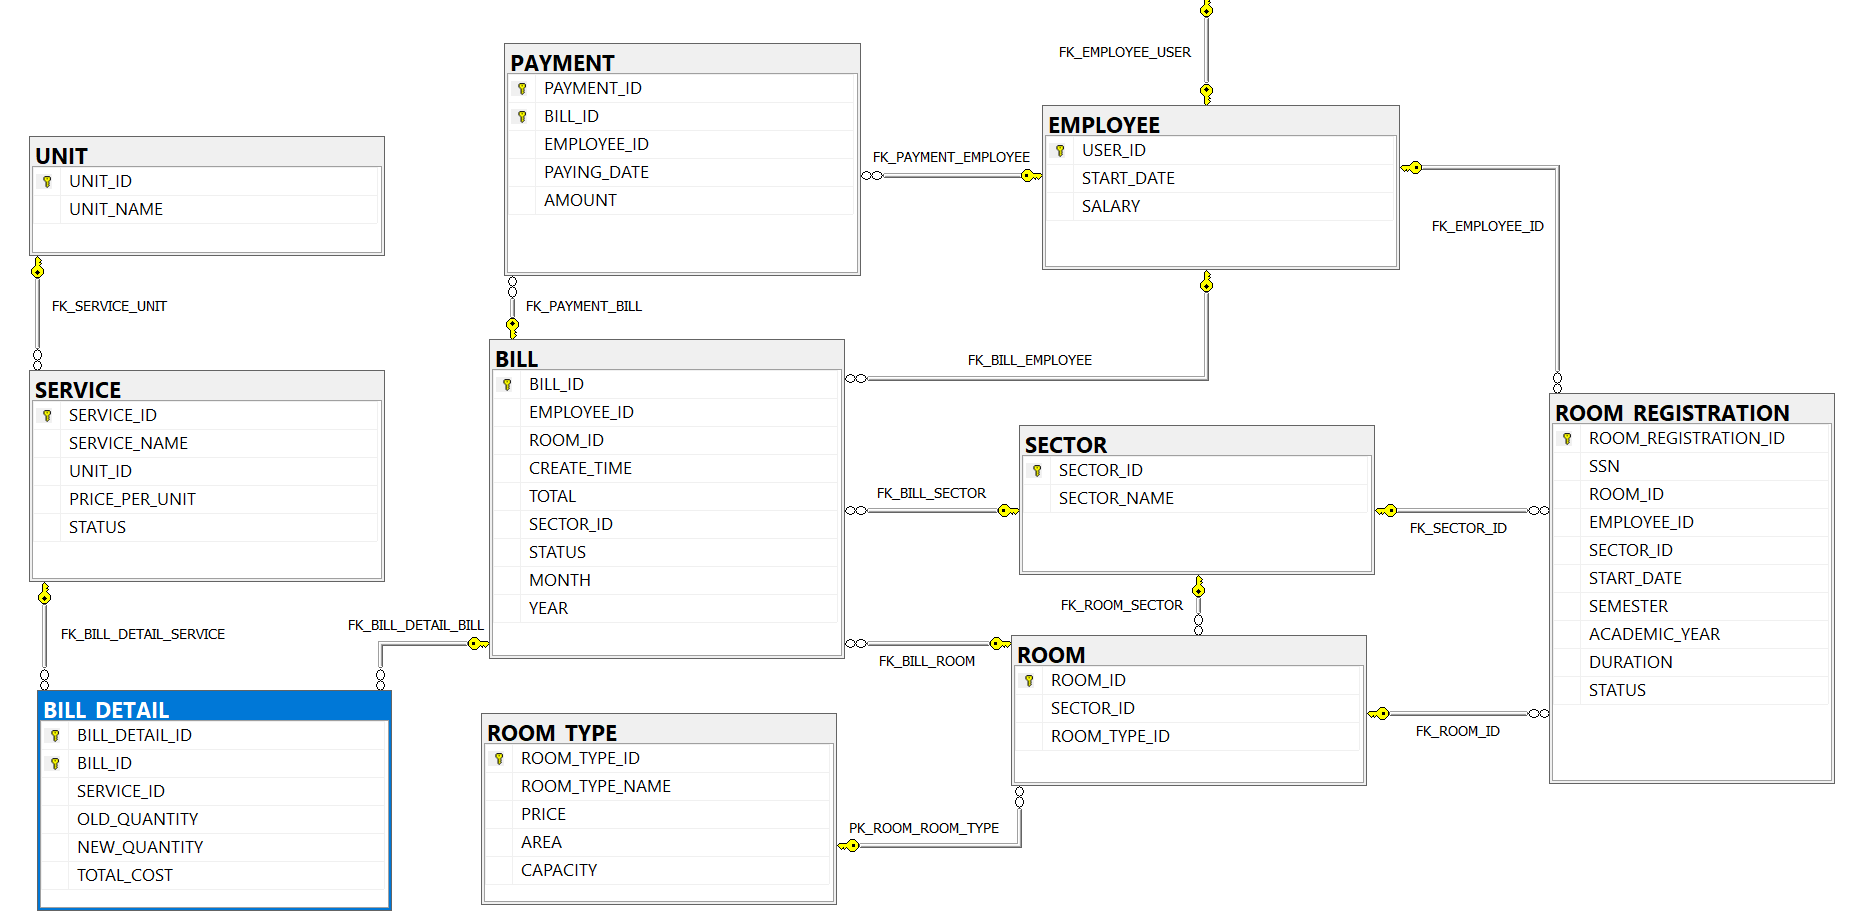 FK_EMPLOYEE_USER
PAYMENT
PAYMENT_ID
BILL_ID
EMPLOYEE_ID
PAYING_DATE
AMOUNT
FK_PAYMENT_EMPLOYEE
EMPLOYEE
USER_ID
START_DATE
SALARY
FK_EMPLOYEE_ID
UNIT
UNIT_ID
UNIT_NAME
FK_SERVICE_UNIT
FK_PAYMENT_BILL
SERVICE
SERVICE_ID
SERVICE_NAME
UNIT_ID
PRICE_PER_UNIT
STATUS
BILL
BILL_ID
EMPLOYEE_ID
ROOM_ID
CREATE_TIME
TOTAL
SECTOR_ID
STATUS
MONTH
YEAR
FK_BILL_EMPLOYEE
FK_BILL_SECTOR
SECTOR
SECTOR_ID
SECTOR_NAME
FK_SECTOR_ID
ROOM_REGISTRATION
ROOM_REGISTRATION_ID
SSN
ROOM_ID
EMPLOYEE_ID
SECTOR_ID
START_DATE
SEMESTER
ACADEMIC_YEAR
DURATION
STATUS
FK_ROOM_SECTOR
FK_BILL_DETAIL_SERVICE
FK_BILL_DETAIL_BILL
FK_BILL_ROOM
ROOM
ROOM_ID
SECTOR_ID
ROOM_TYPE_ID
FK_ROOM_ID
BILL_DETAIL
BILL_DETAIL_ID
BILL_ID
SERVICE_ID
OLD_QUANTITY
NEW_QUANTITY
TOTAL_COST
ROOM_TYPE
ROOM_TYPE_ID
ROOM_TYPE_NAME
PRICE
AREA
CAPACITY
PK_ROOM_ROOM_TYPE